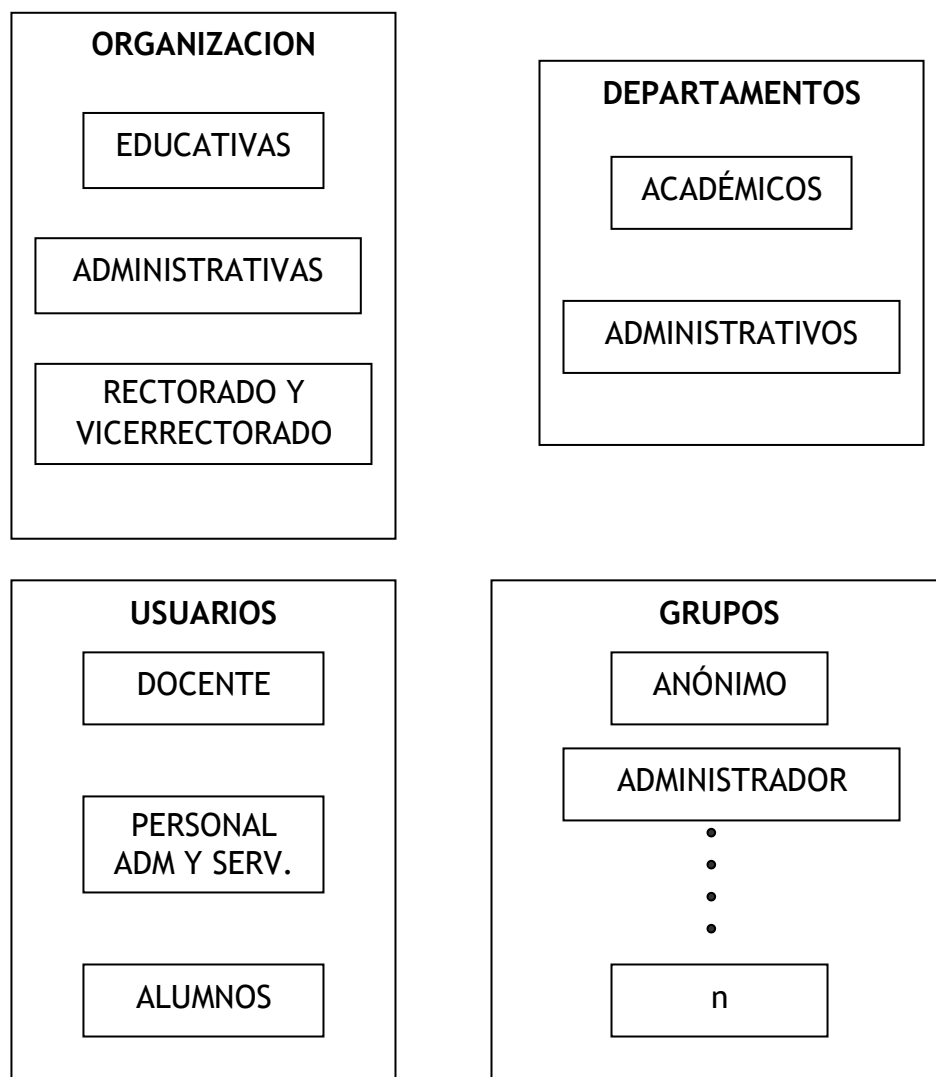 ORGANIZACION
EDUCATIVAS
ADMINISTRATIVAS
RECTORADO Y
VICERRECTORADO
DEPARTAMENTOS
ACADÉMICOS
ADMINISTRATIVOS
USUARIOS
DOCENTE
PERSONAL
ADM Y SERV.
ALUMNOS
GRUPOS
ANÓNIMO
ADMINISTRADOR
n